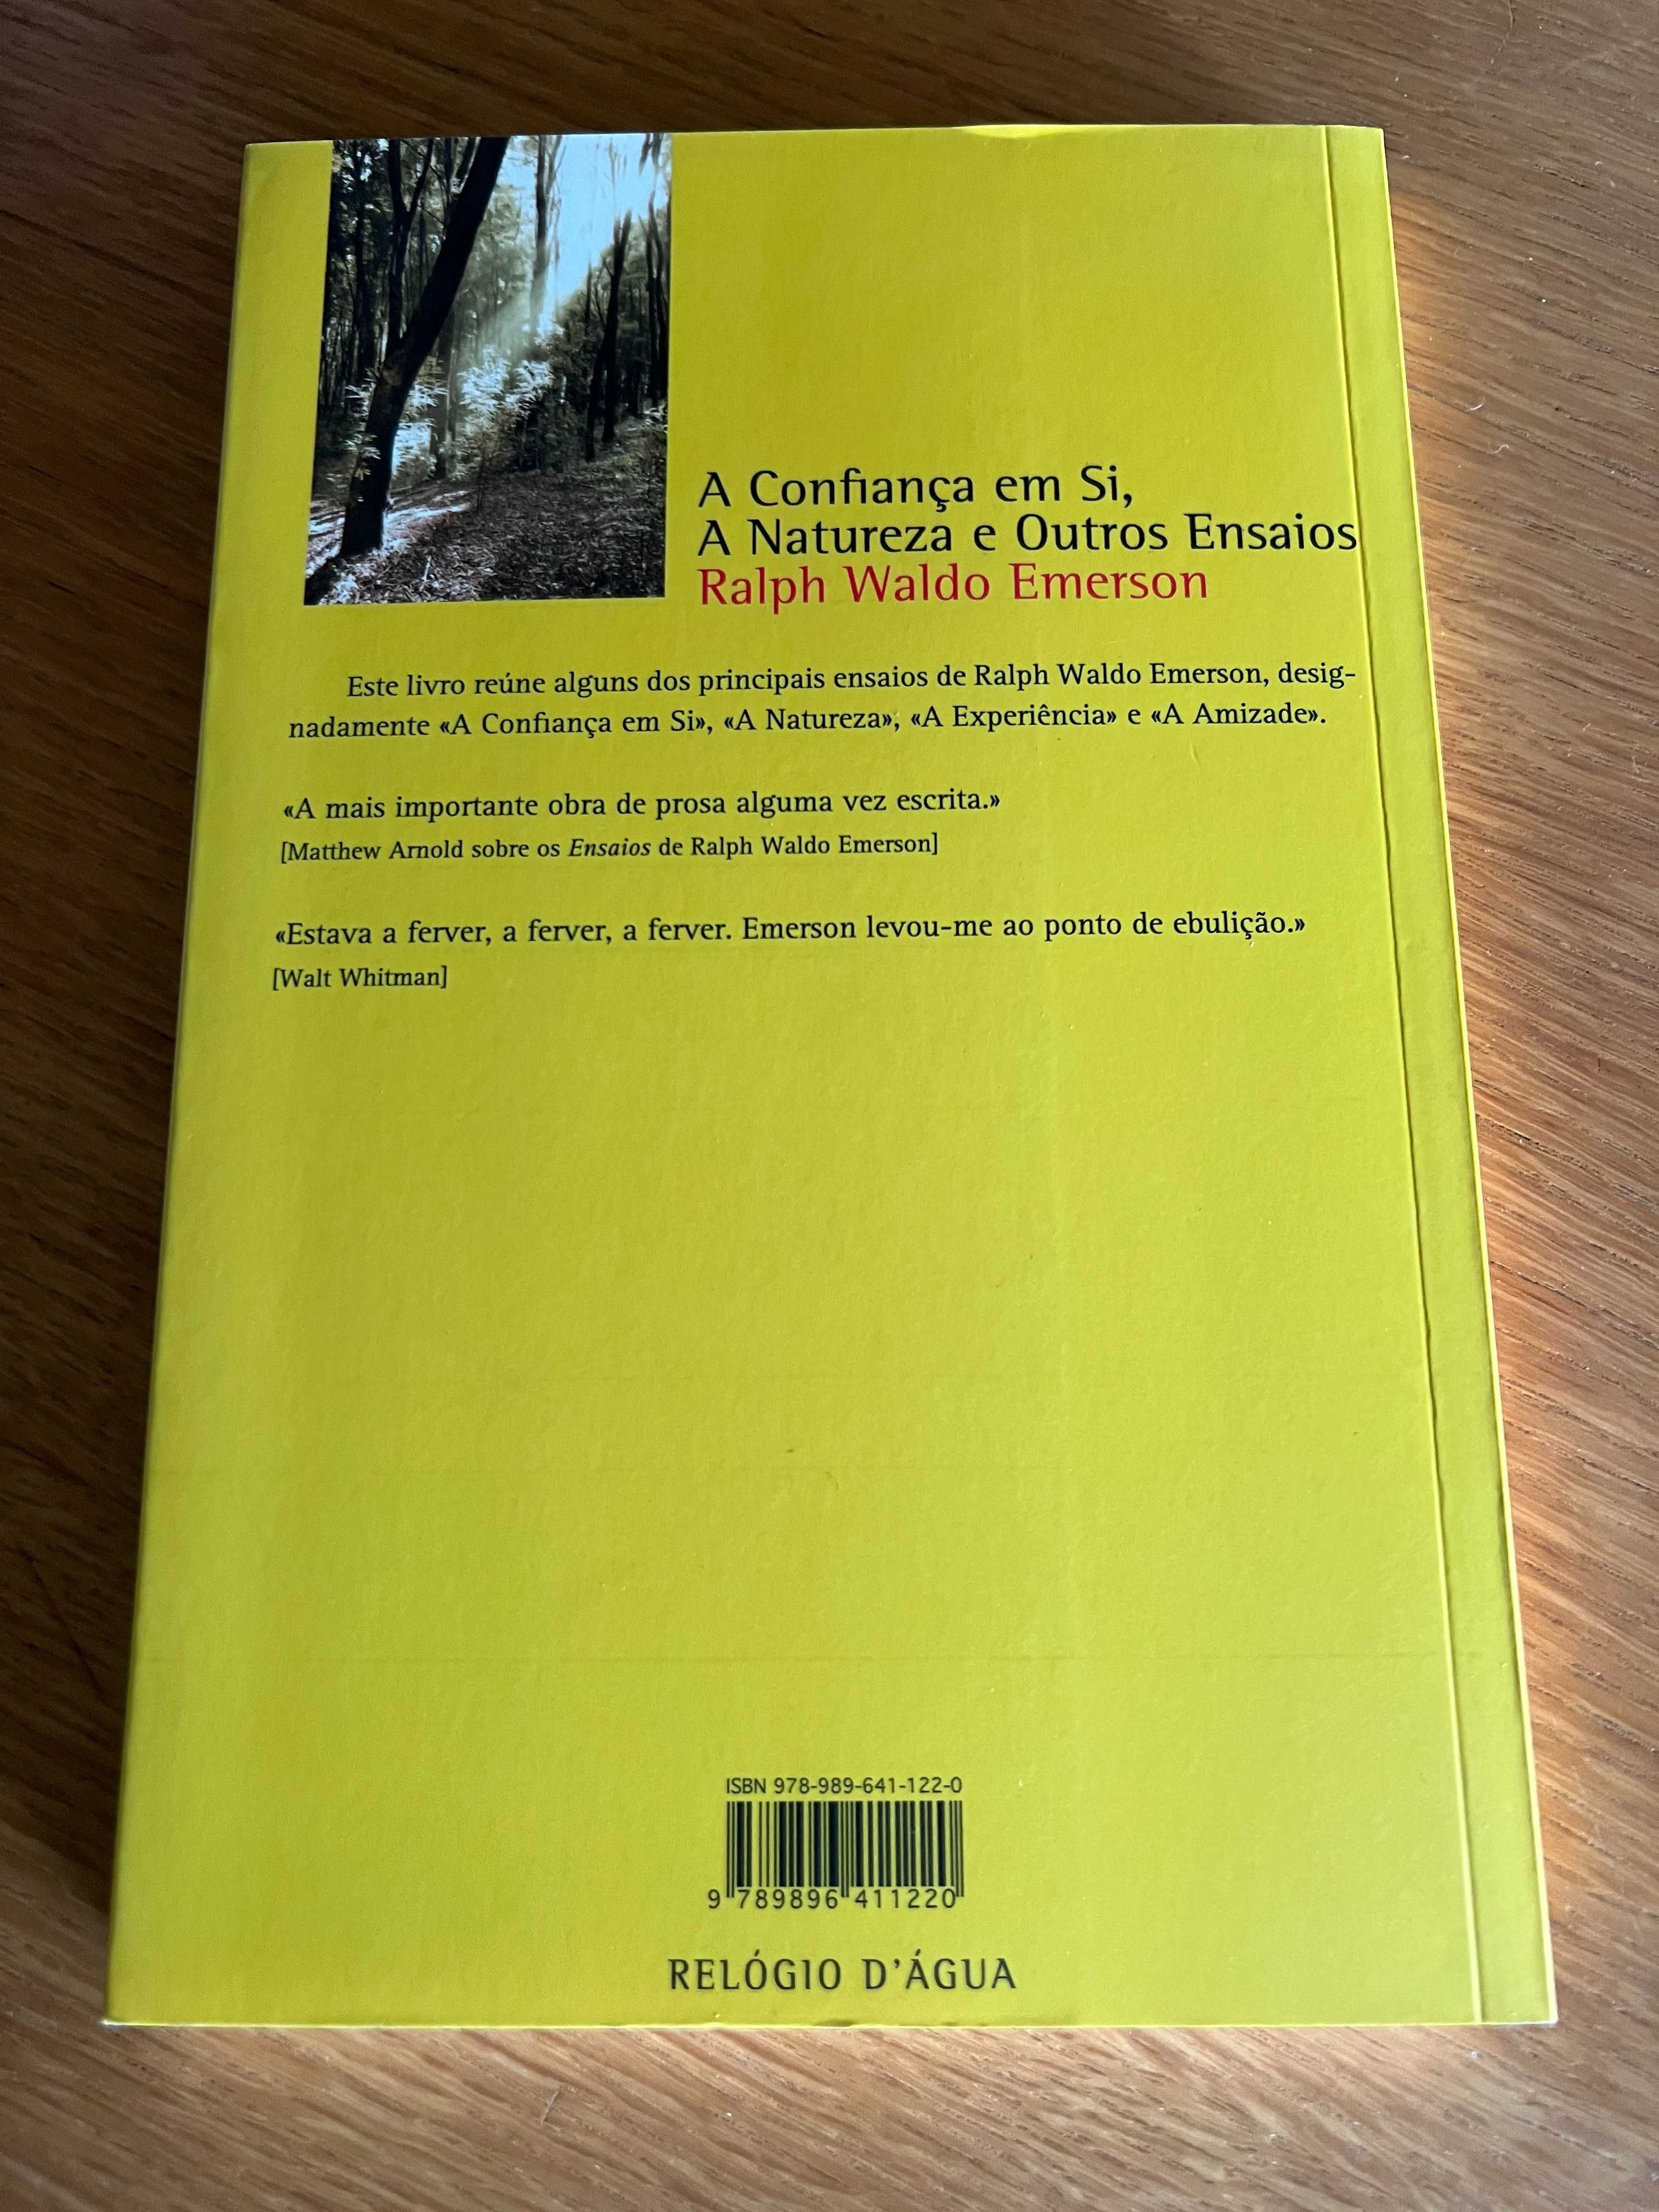 A Confiança em Si,
A Natureza e Outros Ensaios
Ralph Waldo Emerson
Este livro reúne alguns dos principais ensaios de Ralph Waldo Emerson, desig-
nadamente «A Confiança em Si», «A Natureza», «A Experiência» e «A Amizade».
«A mais importante obra de prosa alguma vez escrita.»
[Matthew Arnold sobre os Ensaios de Ralph Waldo Emerson]
«Estava a ferver, a ferver, a ferver. Emerson levou-me ao ponto de ebulição.»
[Walt Whitman]
ISBN 978-989-641-122-0
9 789896 411220
RELÓGIO D'ÁGUA